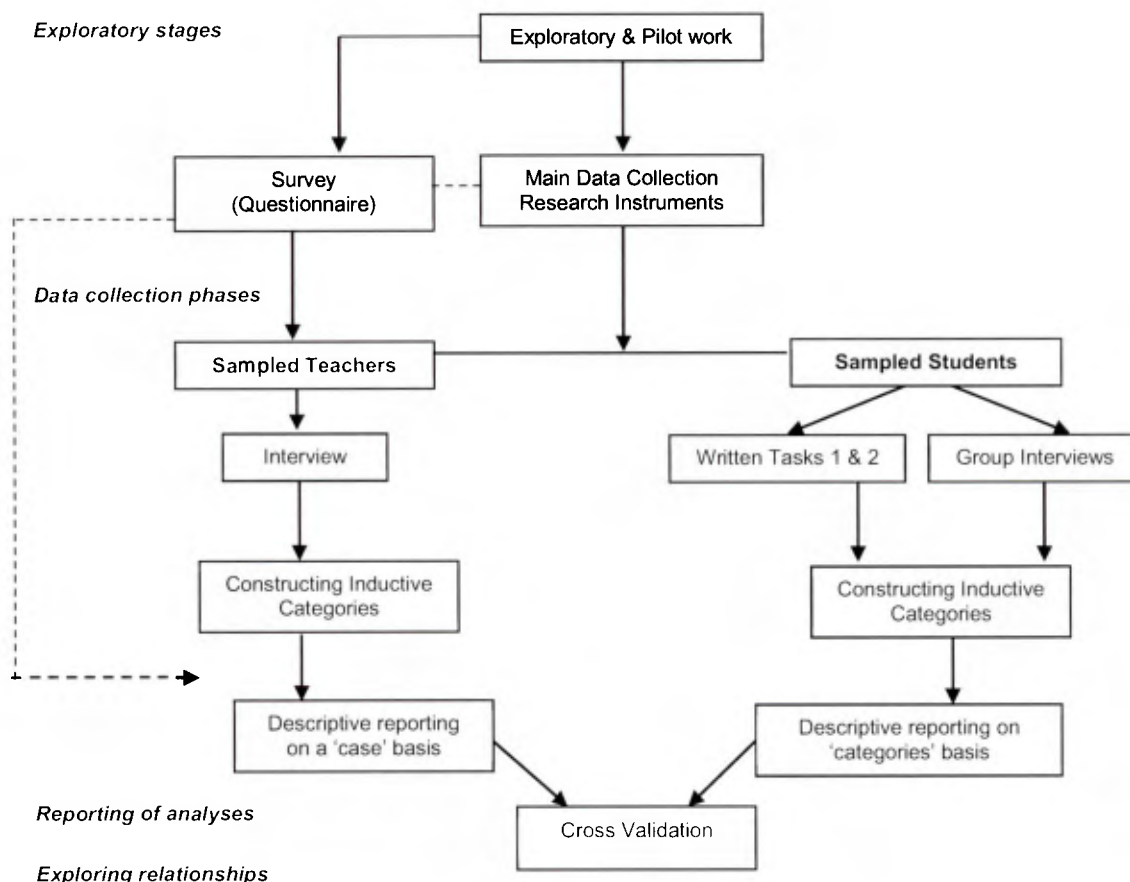 Exploratory stages
Exploratory & Pilot work
Survey
(Questionnaire)
Main Data Collection
Research Instruments
Data collection phases
Sampled Teachers
Sampled Students
Interview
Written Tasks 1 & 2
Group Interviews
Constructing Inductive
Categories
Constructing Inductive
Categories
Descriptive reporting
on a 'case' basis
Descriptive reporting on
'categories' basis
Reporting of analyses
Cross Validation
Exploring relationships